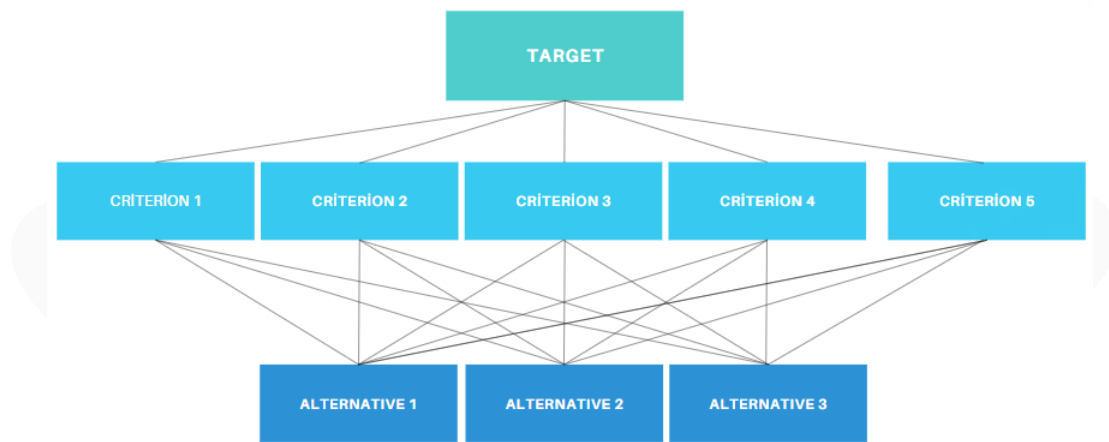 TARGET
CRİTERİON 1
CRİTERİON 2
CRİTERİON 3
CRİTERİON 4
CRİTERİON 5
ALTERNATIVE 1
ALTERNATIVE 2
ALTERNATIVE 3